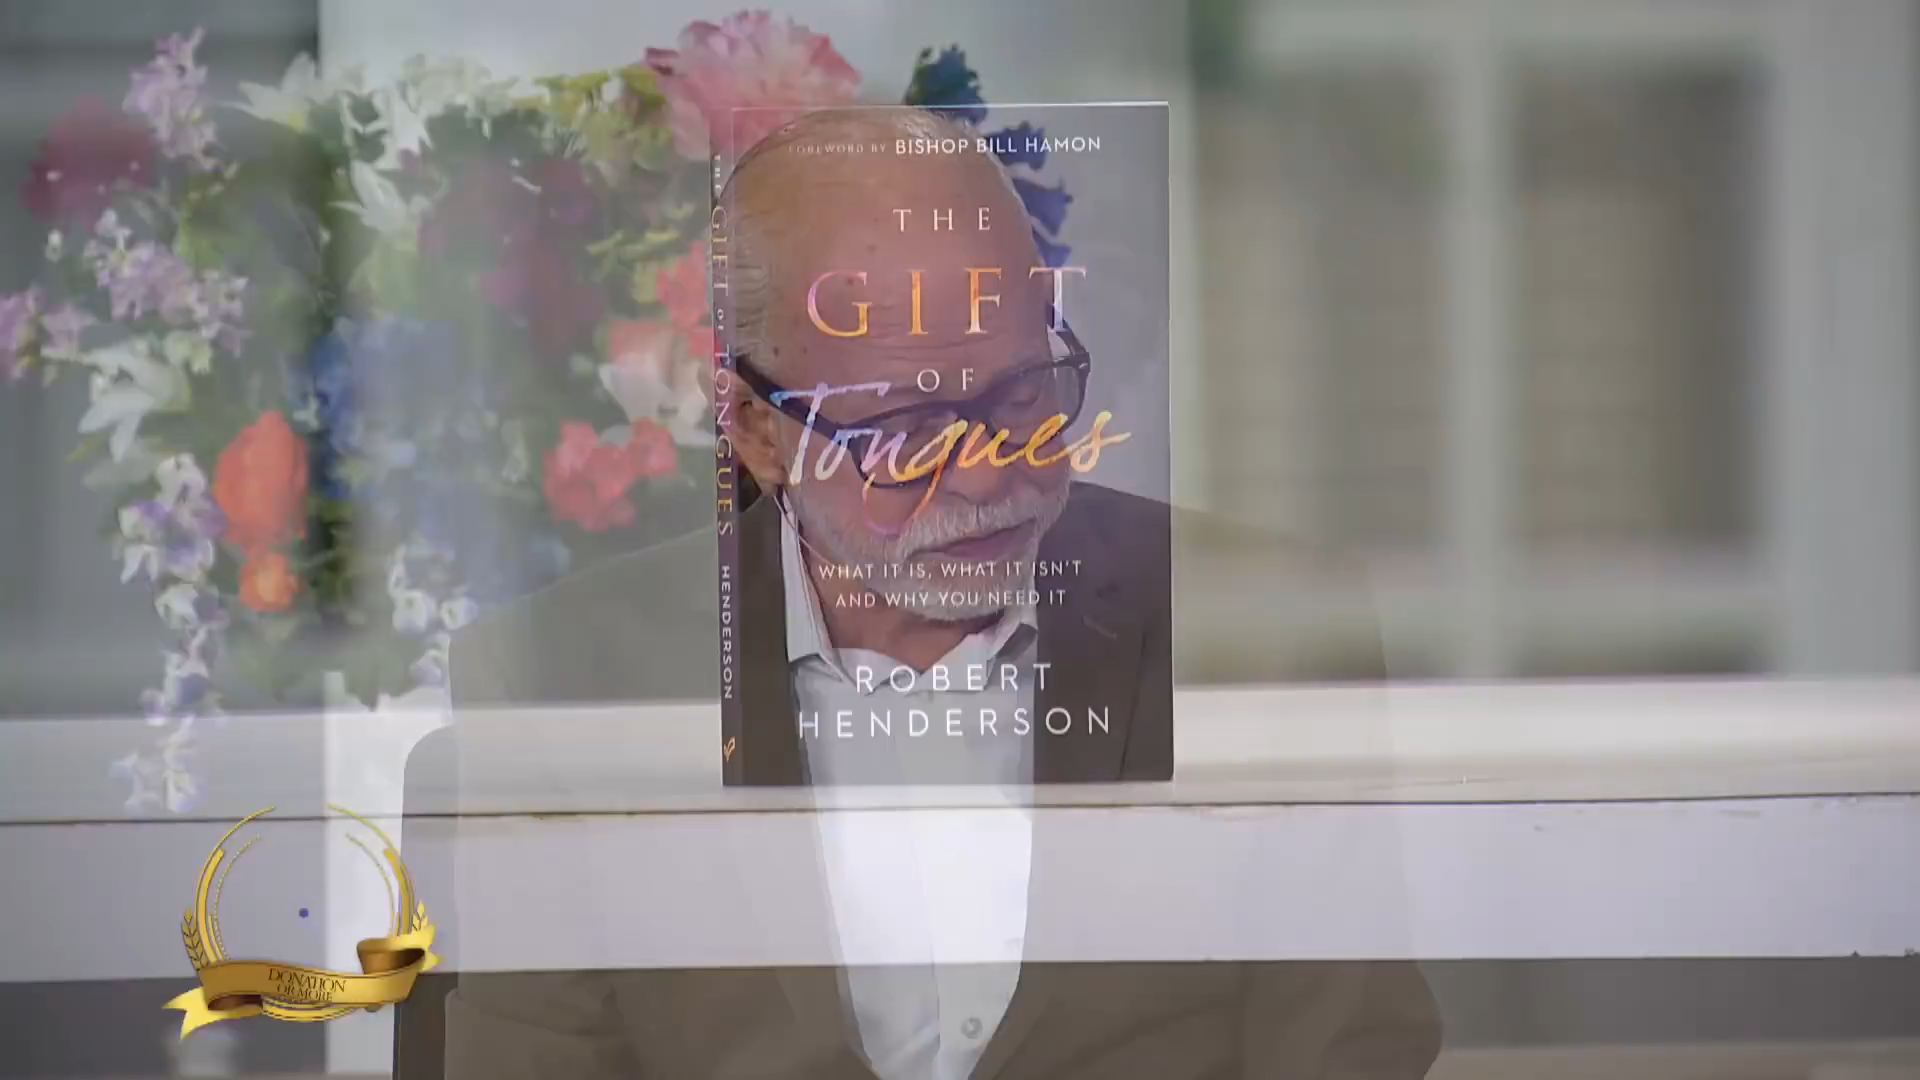 FOREWORD BY BISHOP BILL HAMON
THE
GIFT
OF
Tongues
WHAT IT IS, WHAT IT ISN'T
AND WHY YOU NEED IT
ROBERT
HENDERSON
THE GIFT OF TONGUES HENDERSON
DONATION
OR MORE